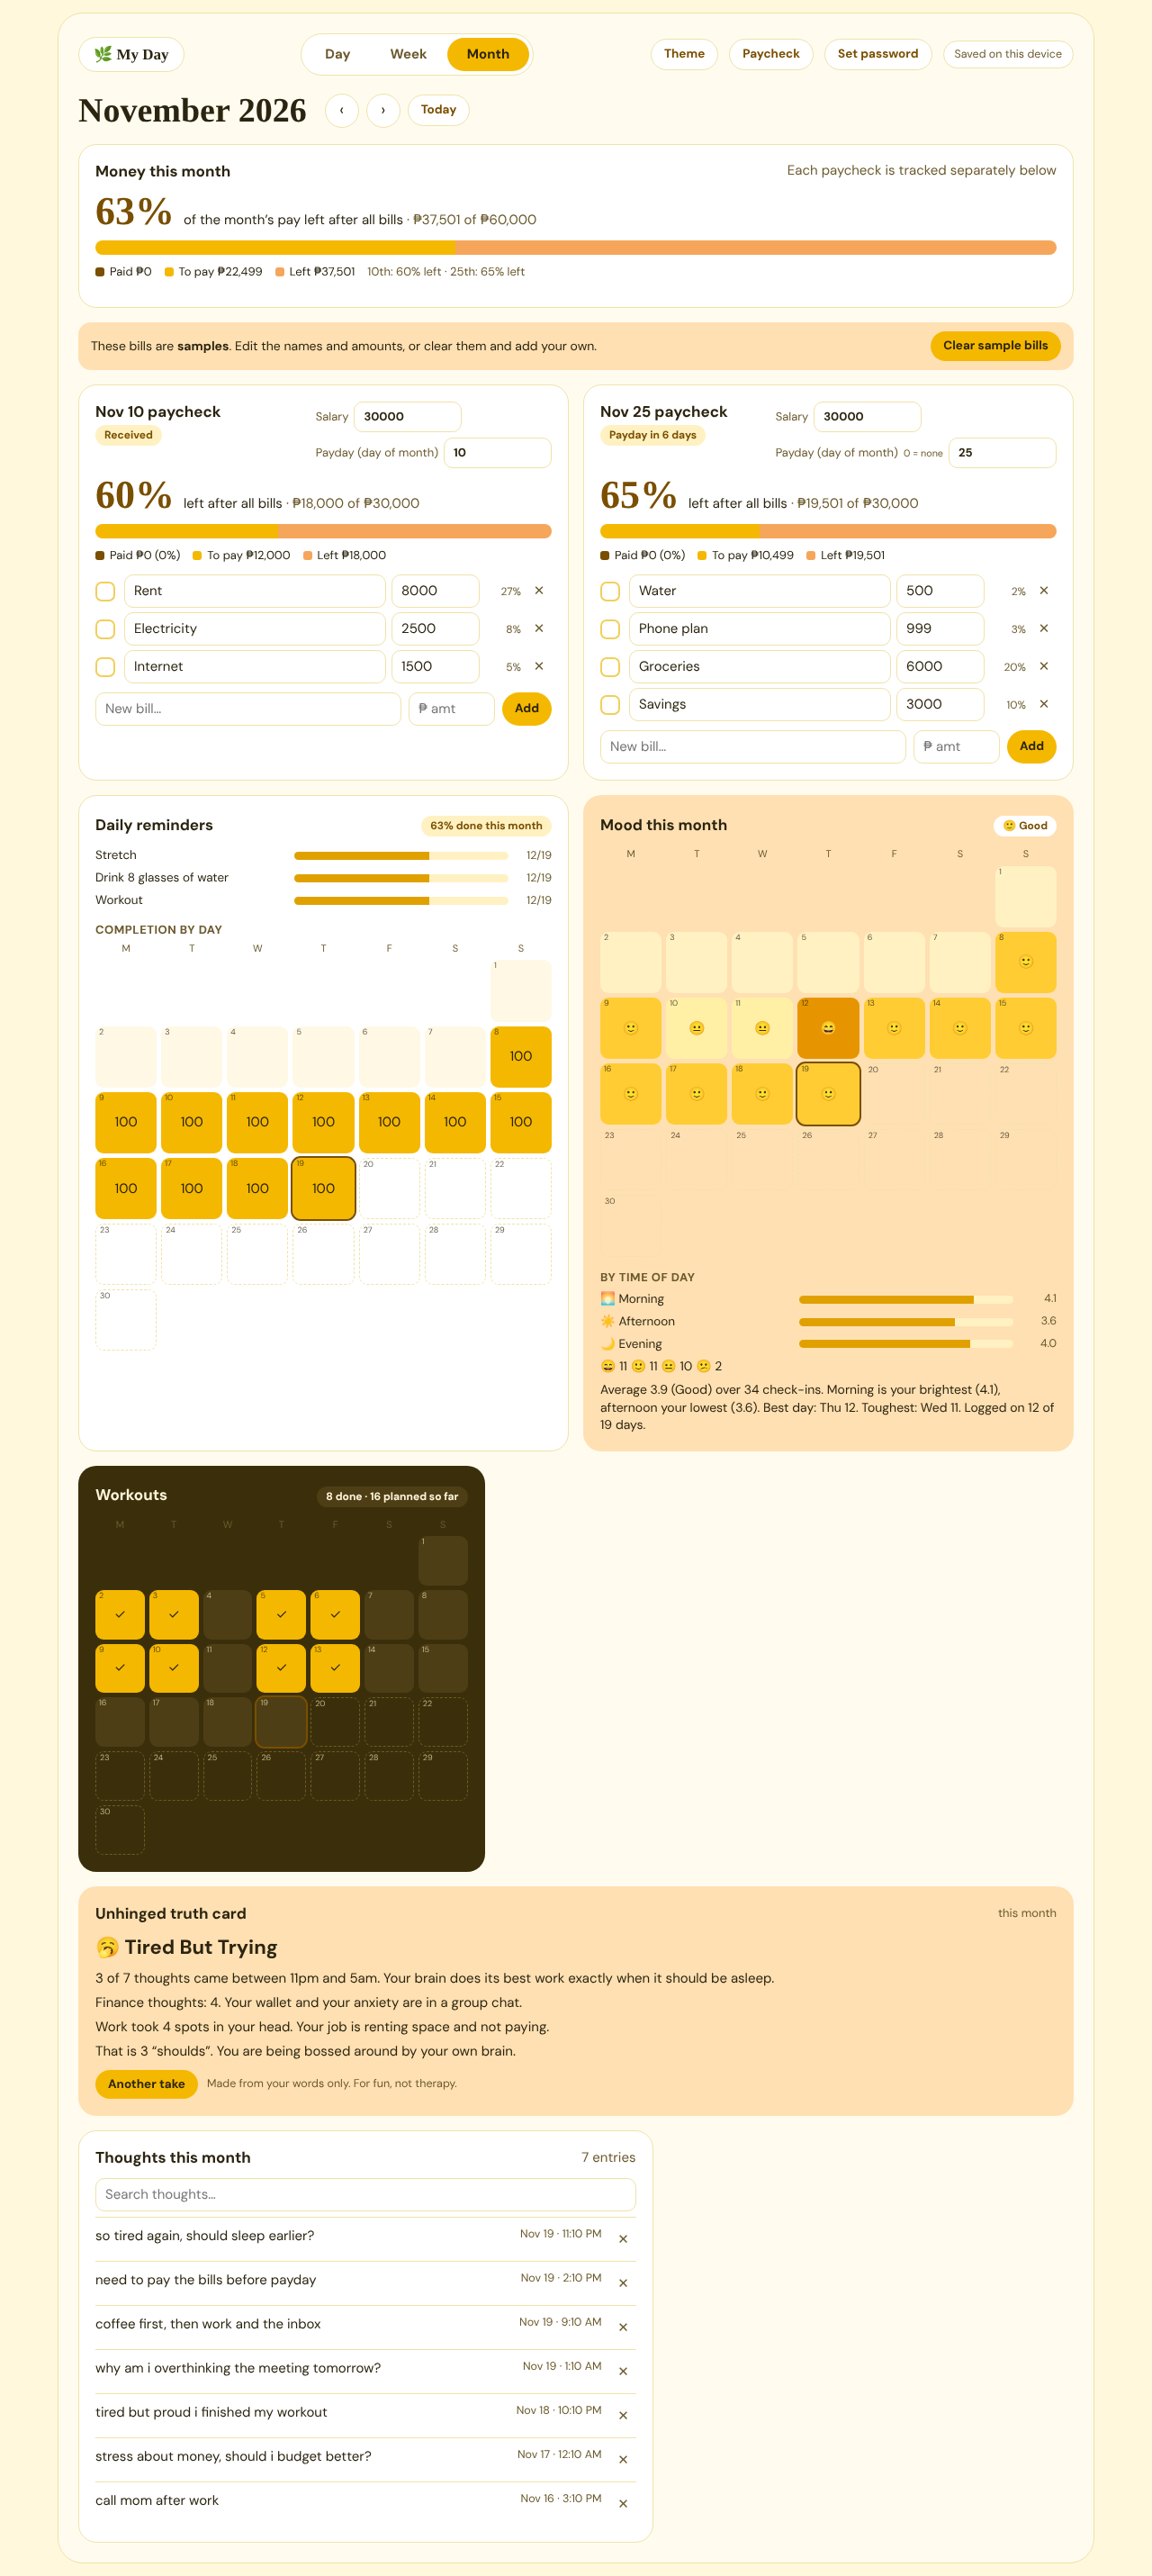 🌿 My Day
Day Week Month
Theme Paycheck Set password Saved on this device
November 2026 ‹ › Today
Money this month Each paycheck is tracked separately below
63% of the month’s pay left after all bills · ₱37,501 of ₱60,000
Paid ₱0 To pay ₱22,499 Left ₱37,501 10th: 60% left · 25th: 65% left
These bills are samples. Edit the names and amounts, or clear them and add your own. Clear sample bills
Nov 10 paycheck Salary 30000
Received
Payday (day of month) 10
60% left after all bills · ₱18,000 of ₱30,000
Paid ₱0 (0%) To pay ₱12,000 Left ₱18,000
Rent 8000 27% ×
Electricity 2500 8% ×
Internet 1500 5% ×
New bill… ₱ amt Add
Nov 25 paycheck Salary 30000
Payday in 6 days
Payday (day of month) 0 = none 25
65% left after all bills · ₱19,501 of ₱30,000
Paid ₱0 (0%) To pay ₱10,499 Left ₱19,501
Water 500 2% ×
Phone plan 999 3% ×
Groceries 6000 20% ×
Savings 3000 10% ×
New bill… ₱ amt Add
Daily reminders 63% done this month
Stretch 12/19
Drink 8 glasses of water 12/19
Workout 12/19
COMPLETION BY DAY
M T W T F S S
1
2 3 4 5 6 7 8
100
9 10 11 12 13 14 15
100 100 100 100 100 100 100
16 17 18 19 20 21 22
100 100 100 100
23 24 25 26 27 28 29
30
Mood this month 🙂 Good
M T W T F S S
1
2 3 4 5 6 7 8
🙂
9 10 11 12 13 14 15
🙂 😐 😐 😄 🙂 🙂 🙂
16 17 18 19 20 21 22
🙂 🙂 🙂 🙂
23 24 25 26 27 28 29
30
BY TIME OF DAY
🌅 Morning 4.1
☀️ Afternoon 3.6
🌙 Evening 4.0
😄 11 🙂 11 😐 10 😕 2
Average 3.9 (Good) over 34 check-ins. Morning is your brightest (4.1),
afternoon your lowest (3.6). Best day: Thu 12. Toughest: Wed 11. Logged on 12 of
19 days.
Workouts 8 done · 16 planned so far
M T W T F S S
1
2 3 4 5 6 7 8
✓ ✓ ✓ ✓
9 10 11 12 13 14 15
✓ ✓ ✓ ✓
16 17 18 19 20 21 22
23 24 25 26 27 28 29
30
Unhinged truth card this month
🥱 Tired But Trying
3 of 7 thoughts came between 11pm and 5am. Your brain does its best work exactly when it should be asleep.
Finance thoughts: 4. Your wallet and your anxiety are in a group chat.
Work took 4 spots in your head. Your job is renting space and not paying.
That is 3 “shoulds”. You are being bossed around by your own brain.
Another take Made from your words only. For fun, not therapy.
Thoughts this month 7 entries
Search thoughts…
so tired again, should sleep earlier? Nov 19 · 11:10 PM ×
need to pay the bills before payday Nov 19 · 2:10 PM ×
coffee first, then work and the inbox Nov 19 · 9:10 AM ×
why am i overthinking the meeting tomorrow? Nov 19 · 1:10 AM ×
tired but proud i finished my workout Nov 18 · 10:10 PM ×
stress about money, should i budget better? Nov 17 · 12:10 AM ×
call mom after work Nov 16 · 3:10 PM ×